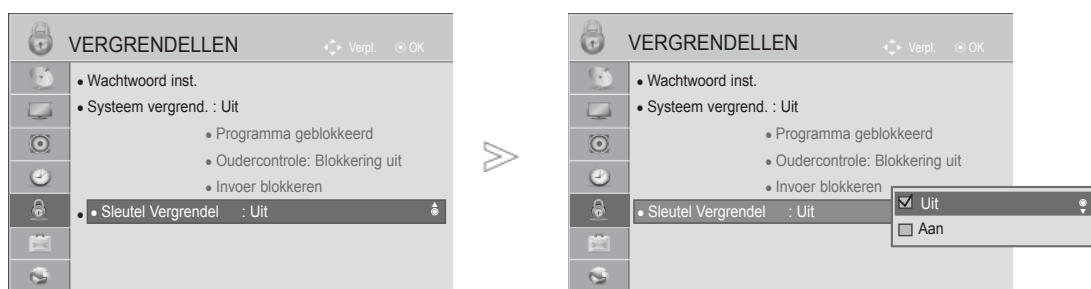 VERGRENDELLEN
Verpl. OK
• Wachtwoord inst.
• Systeem vergrend. : Uit
• Programma geblokkeerd
• Oudercontrole: Blokkering uit
• Invoer blokkeren
• • Sleutel Vergrendel : Uit
VERGRENDELLEN
Verpl. OK
• Wachtwoord inst.
• Systeem vergrend. : Uit
• Programma geblokkeerd
• Oudercontrole: Blokkering uit
• Invoer blokkeren
• Sleutel Vergrendel : Uit
Uit
Aan